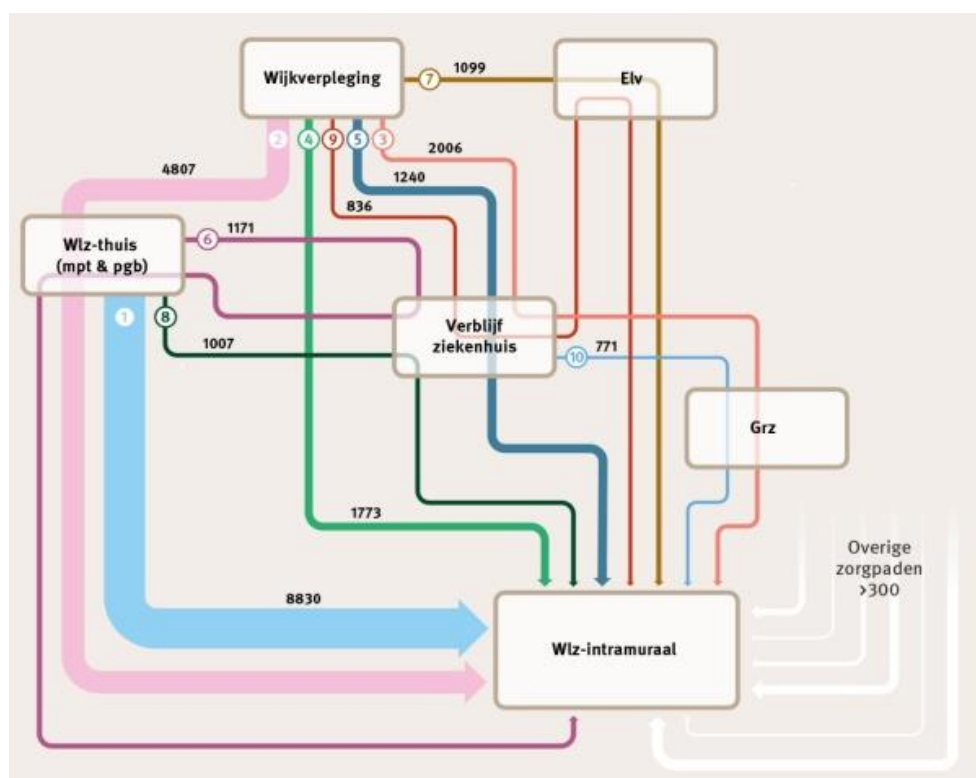 Wijkverpleging
7
1099
Elv
2
4
9
5
3
2006
4807
1240
836
Wlz-thuis
(mpt & pgb)
6
1171
1
8
1007
Verblijf
ziekenhuis
10
771
Grz
1773
Overige
zorgpaden
>300
8830
Wlz-intramuraal